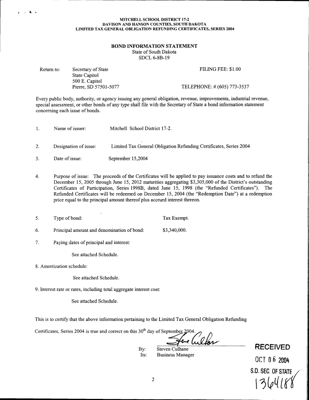 MITCHELL SCHOOL DISTRICT 17-2
DAVISON AND HANSON COUNTIES, SOUTH DAKOTA
LIMITED TAX GENERAL OBLIGATION REFUNDING CERTIFICATES, SERIES 2004
BOND INFORMATION STATEMENT
State of South Dakota
SDCL 6-8B-19
Return to: Secretary of State FILING FEE: $1.00
State Capitol
500 E. Capitol
Pierre, SD 57501-5077 TELEPHONE: # (605) 773-3537
Every public body, authority, or agency issuing any general obligation, revenue, improvements, industrial revenue,
special assessment, or other bonds of any type shall file with the Secretary of State a bond information statement
concerning each issue of bonds.
1. Name of issuer: Mitchell School District 17-2.
2. Designation of issue: Limited Tax General Obligation Refunding Certificates, Series 2004
3. Date of issue: September 15,2004
4. Purpose of issue: The proceeds of the Certificates will be applied to pay issuance costs and to refund the
December 15, 2005 through June 15, 2012 maturities aggregating $3,305,000 of the District's outstanding
Certificates of Participation, Series 1998B, dated June 15, 1998 (the "Refunded Certificates"). The
Refunded Certificates will be redeemed on December 15, 2004 (the "Redemption Date") at a redemption
price equal to the principal amount thereof plus accrued interest thereon.
5. Type of bond: Tax Exempt.
6. Principal amount and denomination of bond: $3,340,000.
7. Paying dates of principal and interest:
See attached Schedule.
8. Amortization schedule:
See attached Schedule.
9. Interest rate or rates, including total aggregate interest cost:
See attached Schedule.
This is to certify that the above information pertaining to the Limited Tax General Obligation Refunding
Certificates, Series 2004 is true and correct on this 30th day of September 2004.
By: Steven Culhane
Its: Business Manager
RECEIVED
OCT 06 2004
S.D. SEC. OF STATE
1364188
2